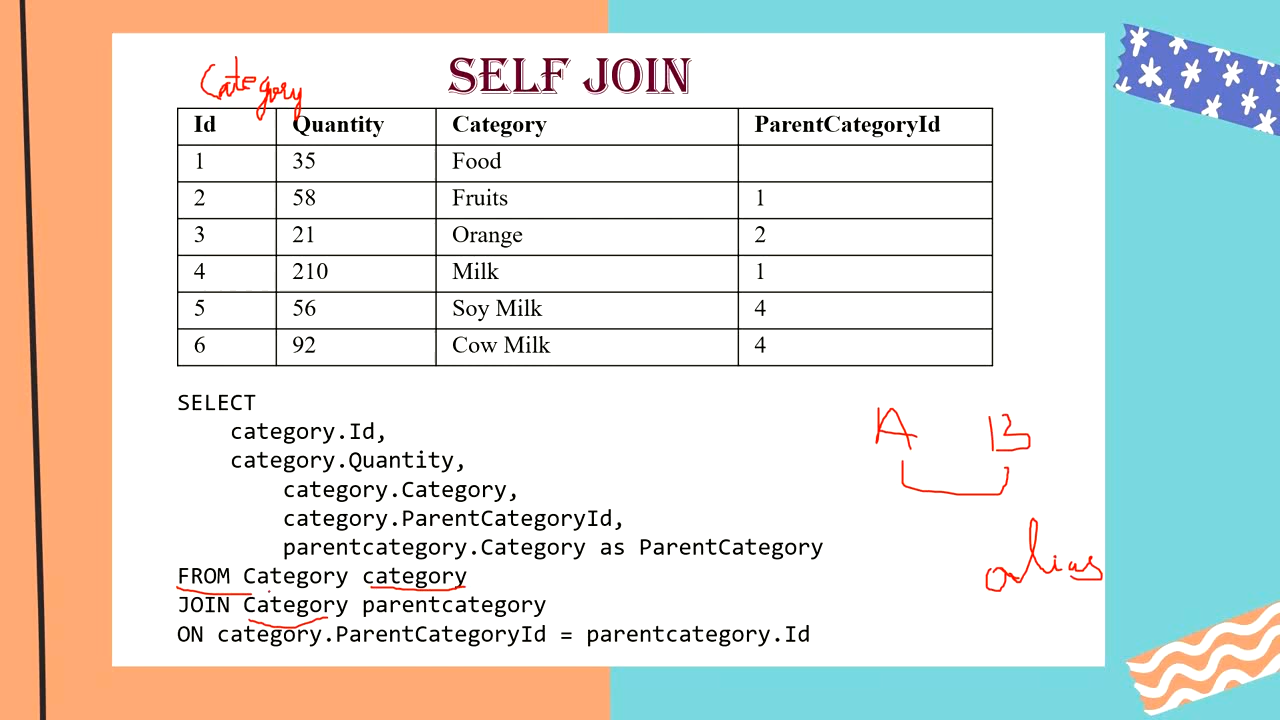 SELF JOIN
Category
Id Quantity Category ParentCategoryId
1 35 Food
2 58 Fruits 1
3 21 Orange 2
4 210 Milk 1
5 56 Soy Milk 4
6 92 Cow Milk 4
SELECT
category.Id,
category.Quantity,
category.Category,
category.ParentCategoryId,
parentcategory.Category as ParentCategory
FROM Category category
JOIN Category parentcategory
ON category.ParentCategoryId = parentcategory.Id
A B
alias